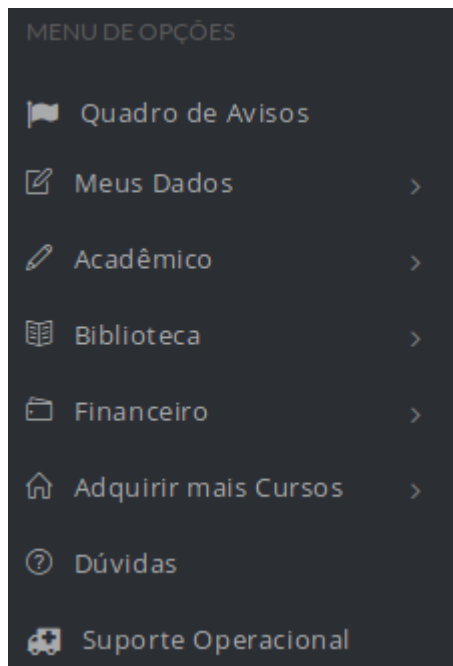 MENU DE OPÇÕES
Quadro de Avisos
Meus Dados
Acadêmico
Biblioteca
Financeiro
Adquirir mais Cursos
Dúvidas
Suporte Operacional